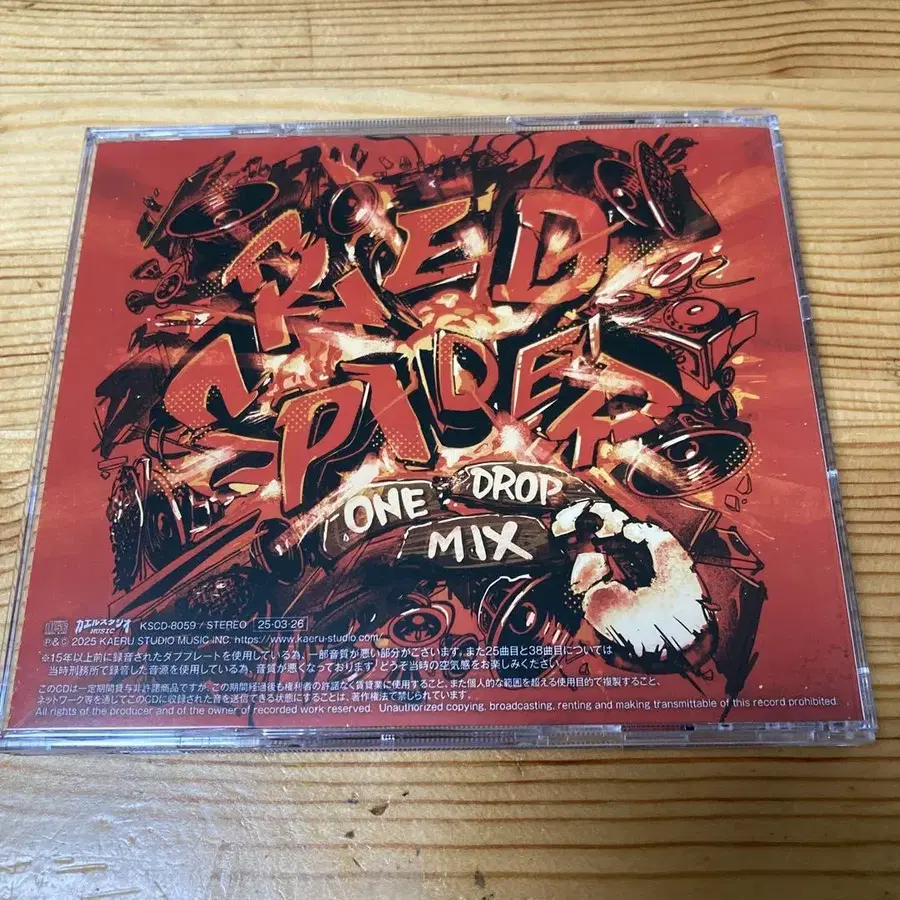 RED
SPIDER
ONE DROP
MIX
カエルスタジオ
MUSIC
KSCD-8059 / STEREO 25·03·26
P&© 2025 KAERU STUDIO MUSIC INC. https://www.kaeru-studio.com/
※15年以上前に録音されたダブプレートを使用している為、一部音質が悪い部分がございます。また25曲目と38曲目については
当時刑務所で録音した音源を使用している為、音質が悪くなっております。どうぞ当時の空気感をお楽しみください。
このCDは一定期間貸与非許諾商品ですが、この期間経過後も権利者の許諾なく賃貸業に使用すること、また個人的な範囲を超える使用目的で複製すること、
ネットワーク等を通じてこのCDに収録された音を送信できる状態にすることは、著作権法で禁じられています。
All rights of the producer and of the owner of recorded work reserved. Unauthorized copying, broadcasting, renting and making transmittable of this record prohibited.